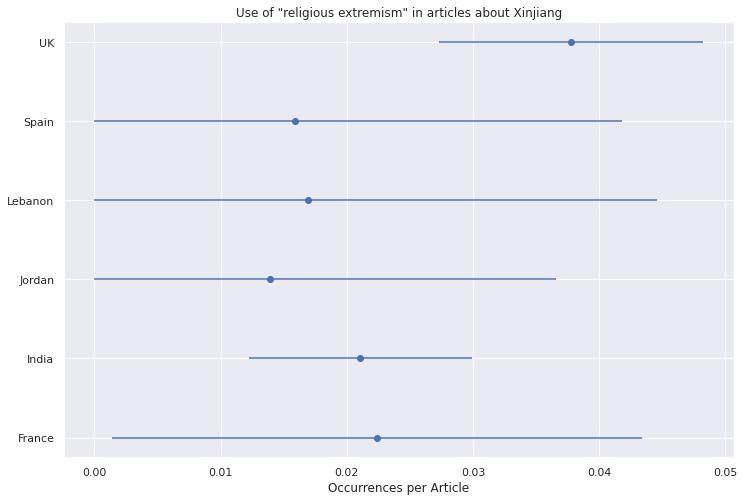 Use of "religious extremism" in articles about Xinjiang
UK
Spain
Lebanon
Jordan
India
France
0.00 0.01 0.02 0.03 0.04 0.05
Occurrences per Article